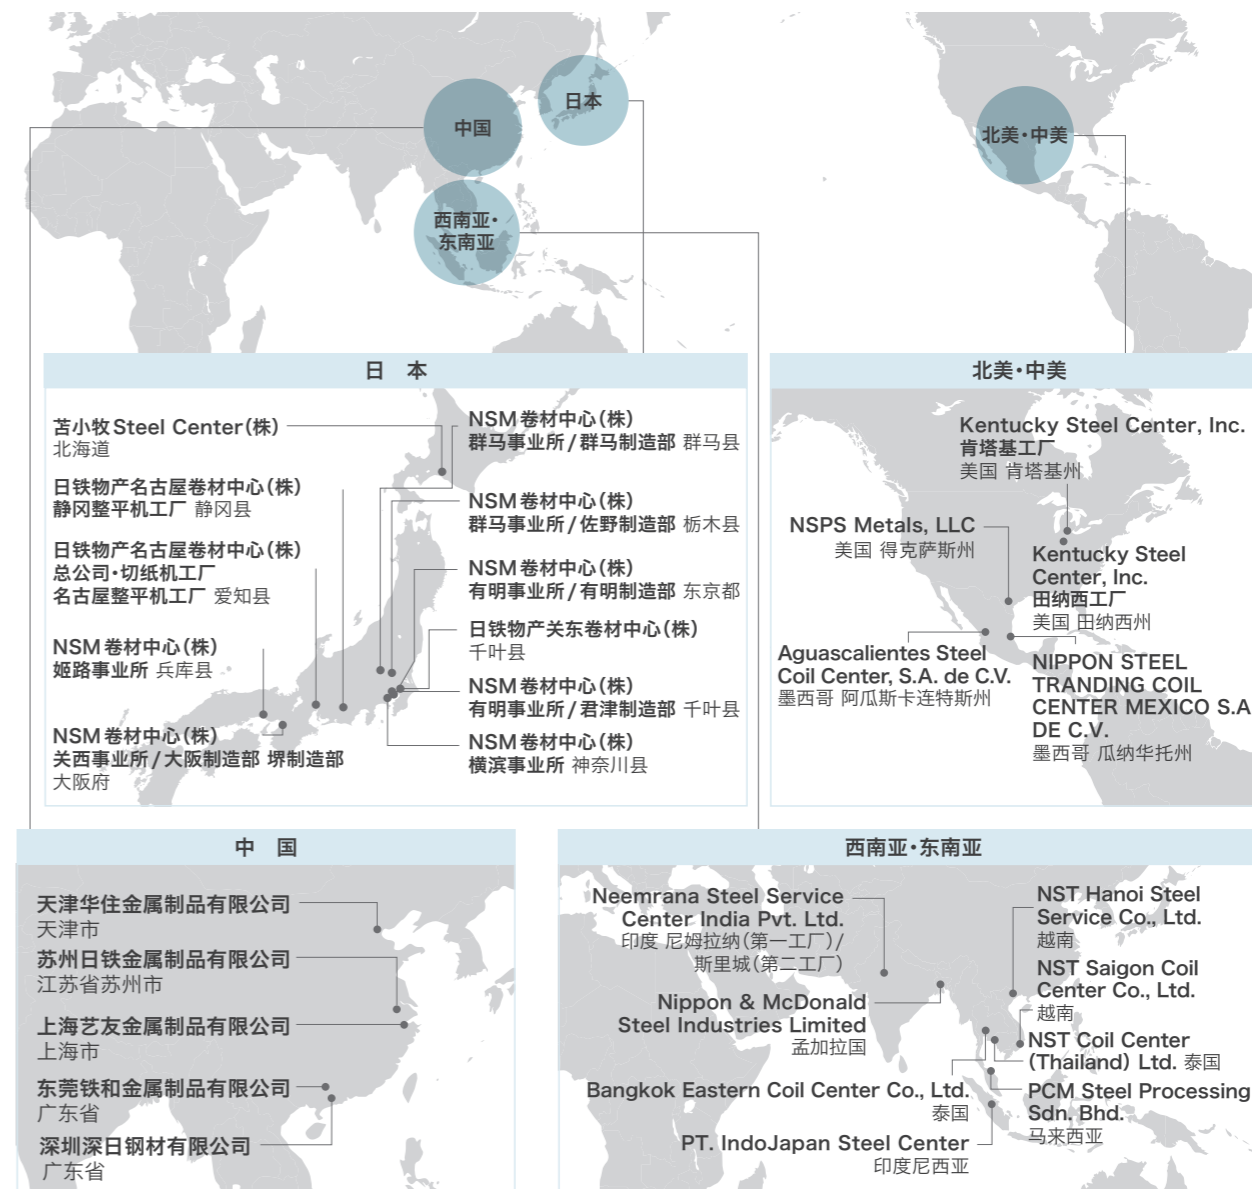 日本
中国
北美・中美
西南亚・
东南亚
日　本
苫小牧Steel Center（株）
北海道
日铁物产名古屋卷材中心（株）
静冈整平机工厂 静冈县
日铁物产名古屋卷材中心（株）
总公司・切纸机工厂
名古屋整平机工厂 爱知县
NSM卷材中心（株）
姬路事业所 兵库县
NSM卷材中心（株）
关西事业所/大阪制造部 堺制造部
大阪府
NSM卷材中心（株）
群马事业所/群马制造部 群马县
NSM卷材中心（株）
群马事业所/佐野制造部 栃木县
NSM卷材中心（株）
有明事业所/有明制造部 东京都
日铁物产关东卷材中心（株）
千叶县
NSM卷材中心（株）
有明事业所/君津制造部 千叶县
NSM卷材中心（株）
横滨事业所 神奈川县
北美・中美
Kentucky Steel Center, Inc.
肯塔基工厂
美国 肯塔基州
NSPS Metals, LLC
美国 得克萨斯州
Kentucky Steel
Center, Inc.
田纳西工厂
美国 田纳西州
Aguascalientes Steel
Coil Center, S.A. de C.V.
墨西哥 阿瓜斯卡连特斯州
NIPPON STEEL
TRANDING COIL
CENTER MEXICO S.A
DE C.V.
墨西哥 瓜纳华托州
中　国
天津华住金属制品有限公司
天津市
苏州日铁金属制品有限公司
江苏省苏州市
上海艺友金属制品有限公司
上海市
东莞铁和金属制品有限公司
广东省
深圳深日钢材有限公司
广东省
西南亚・东南亚
Neemrana Steel Service
Center India Pvt. Ltd.
印度 尼姆拉纳（第一工厂）/
斯里城（第二工厂）
Nippon & McDonald
Steel Industries Limited
孟加拉国
Bangkok Eastern Coil Center Co., Ltd.
泰国
PT. IndoJapan Steel Center
印度尼西亚
NST Hanoi Steel
Service Co., Ltd.
越南
NST Saigon Coil
Center Co., Ltd.
越南
NST Coil Center
(Thailand) Ltd. 泰国
PCM Steel Processing
Sdn. Bhd.
马来西亚